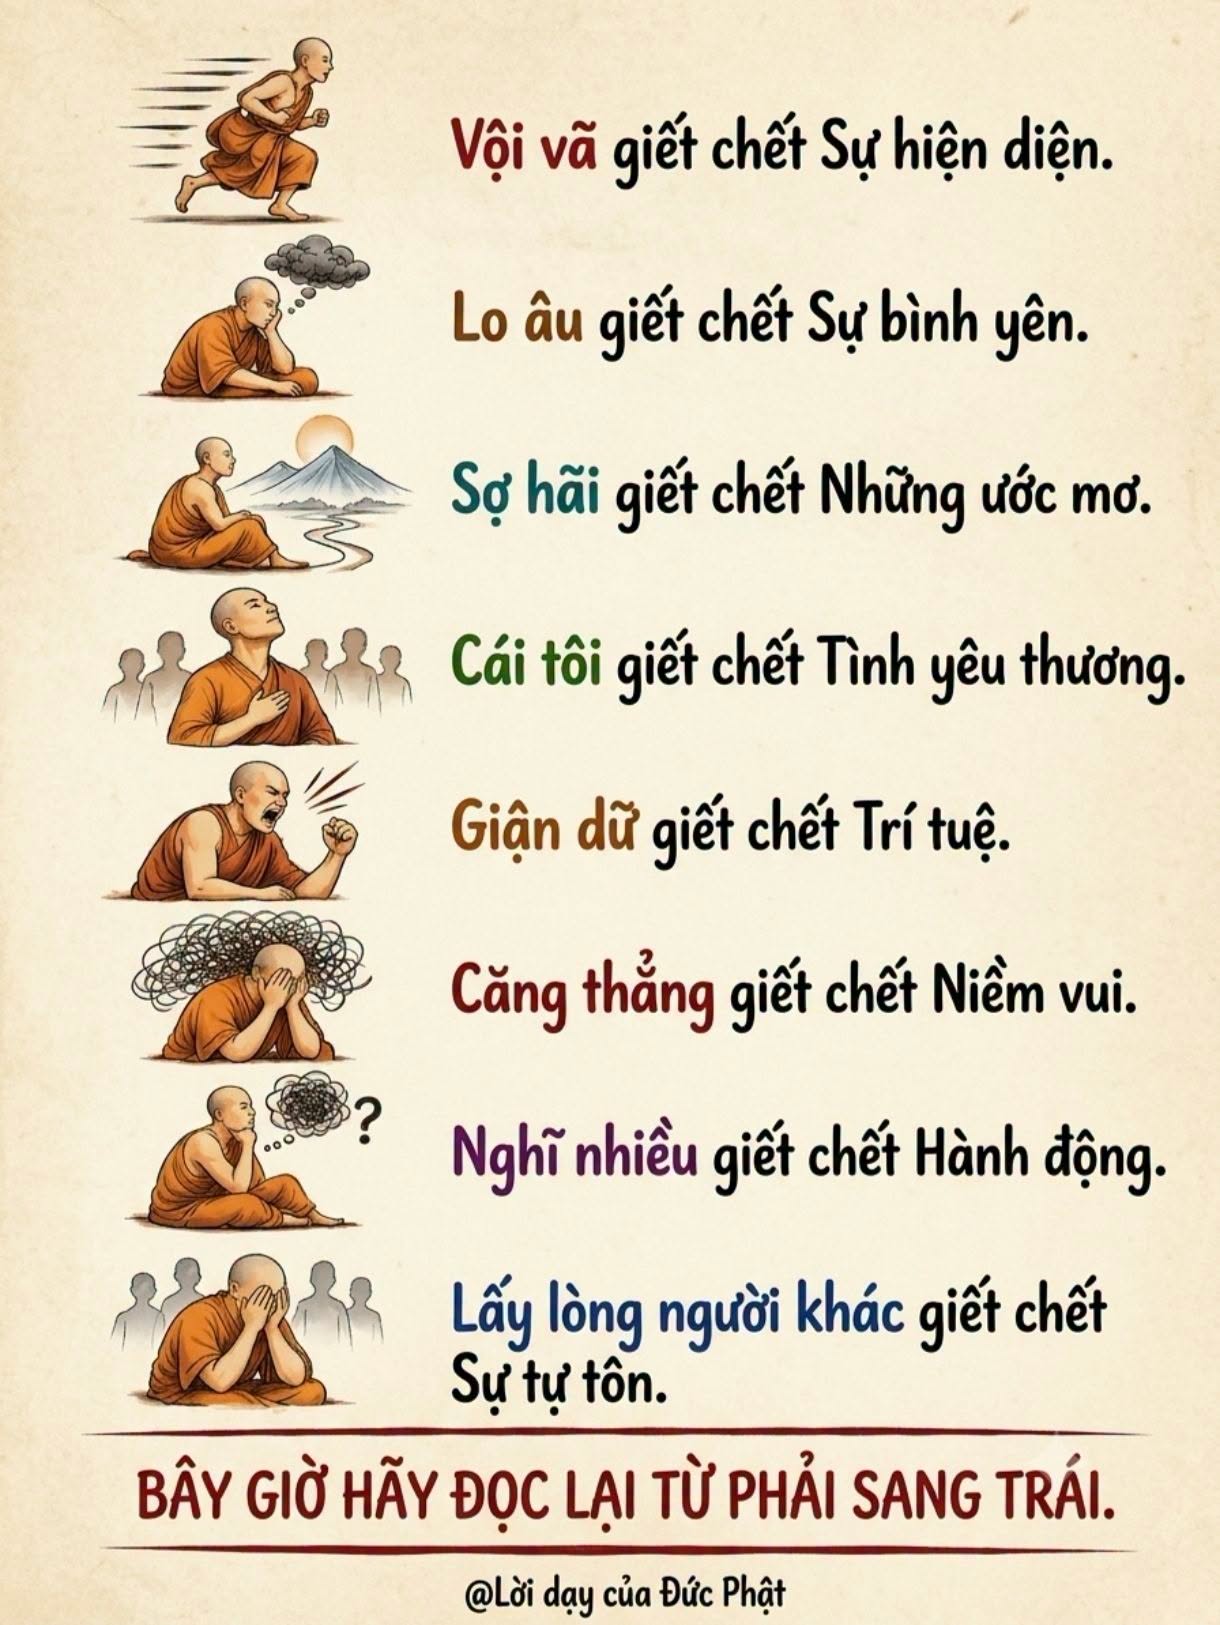 Vội vã giết chết Sự hiện diện.
Lo âu giết chết Sự bình yên.
Sợ hãi giết chết Những ước mơ.
Cái tôi giết chết Tình yêu thương.
Giận dữ giết chết Trí tuệ.
Căng thẳng giết chết Niềm vui.
?
Nghĩ nhiều giết chết Hành động.
Lấy lòng người khác giết chết
Sự tự tôn.
BÂY GIỜ HÃY ĐỌC LẠI TỪ PHẢI SANG TRÁI.
@Lời dạy của Đức Phật